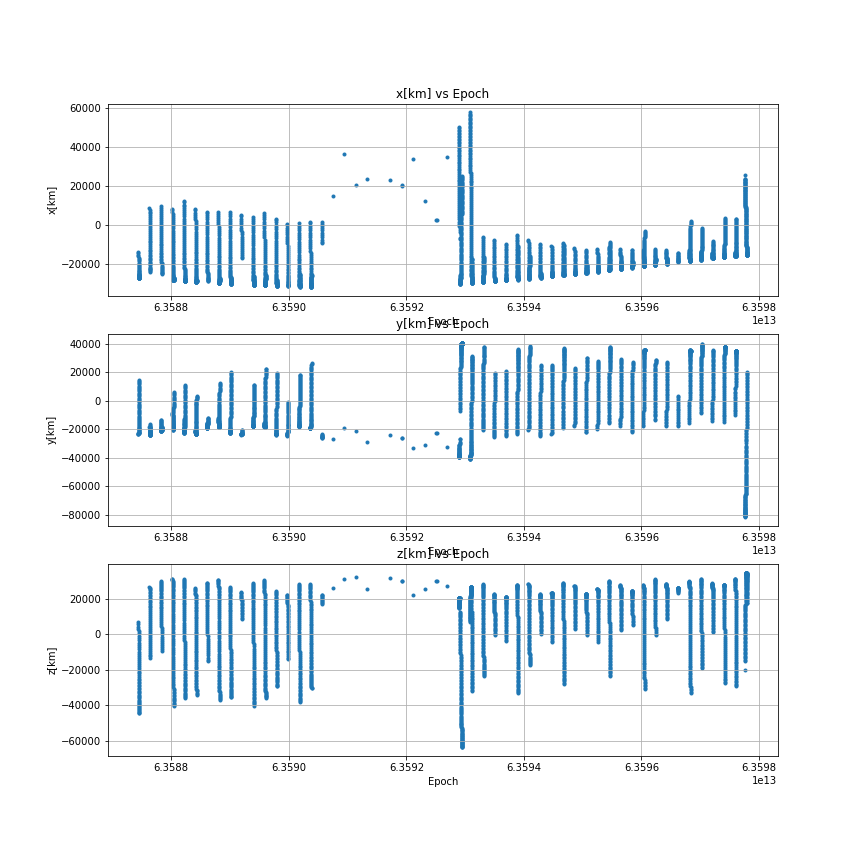 x[km] vs Epoch
60000
40000
20000
0
−20000
x[km]
6.3588
6.3590
6.3592
6.3594
6.3596
6.3598
1e13
Epoch
y[km] vs Epoch
40000
20000
0
−20000
−40000
−60000
−80000
y[km]
6.3588
6.3590
6.3592
6.3594
6.3596
6.3598
1e13
Epoch
z[km] vs Epoch
20000
0
−20000
−40000
−60000
z[km]
6.3588
6.3590
6.3592
6.3594
6.3596
6.3598
1e13
Epoch